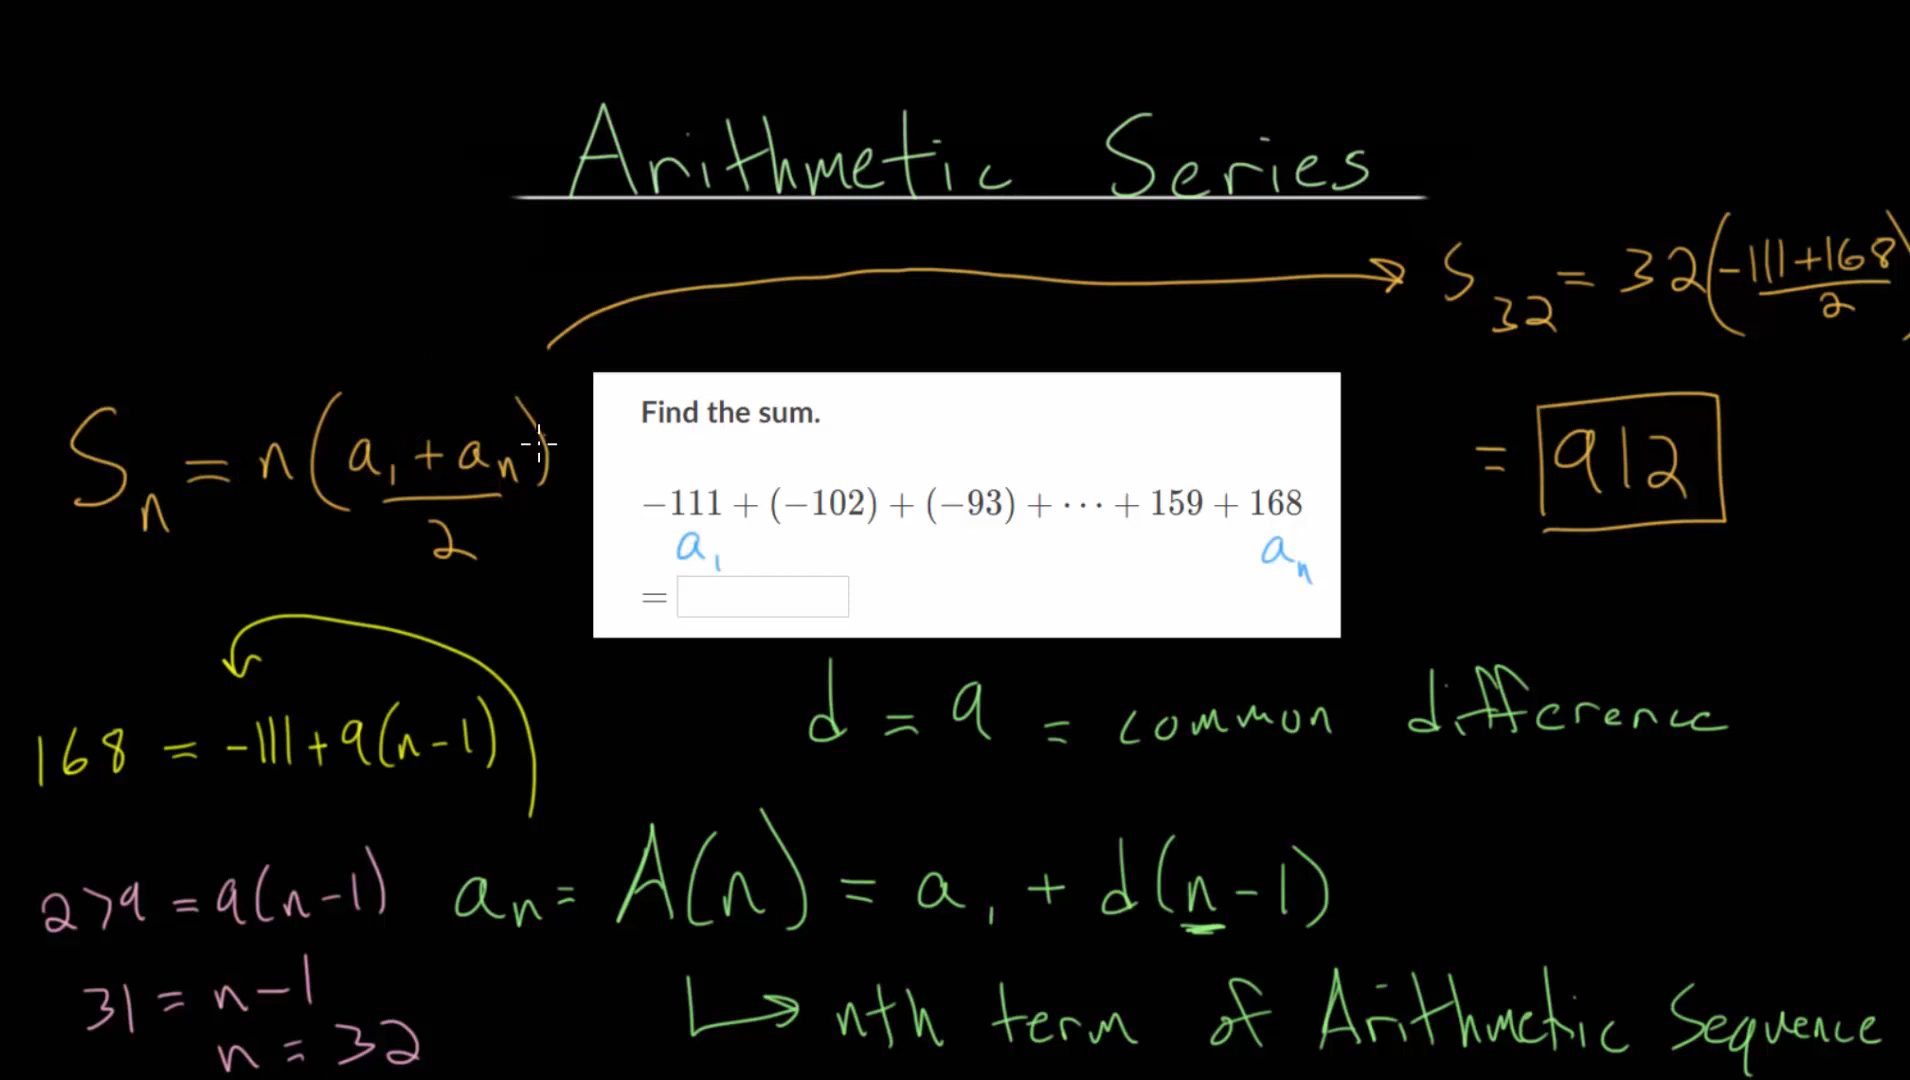 Arithmetic Series
S₃₂ = 32(-111+168/2)
= 912
Sₙ = n(a₁ + aₙ/2)
Find the sum.
−111 + (−102) + (−93) + ⋯ + 159 + 168
a₁ aₙ
=
d = 9 = common difference
168 = -111+9(n-1)
279 = 9(n-1)
31 = n-1
n = 32
aₙ = A(n) = a₁ + d(n-1)
↳ nth term of Arithmetic Sequence